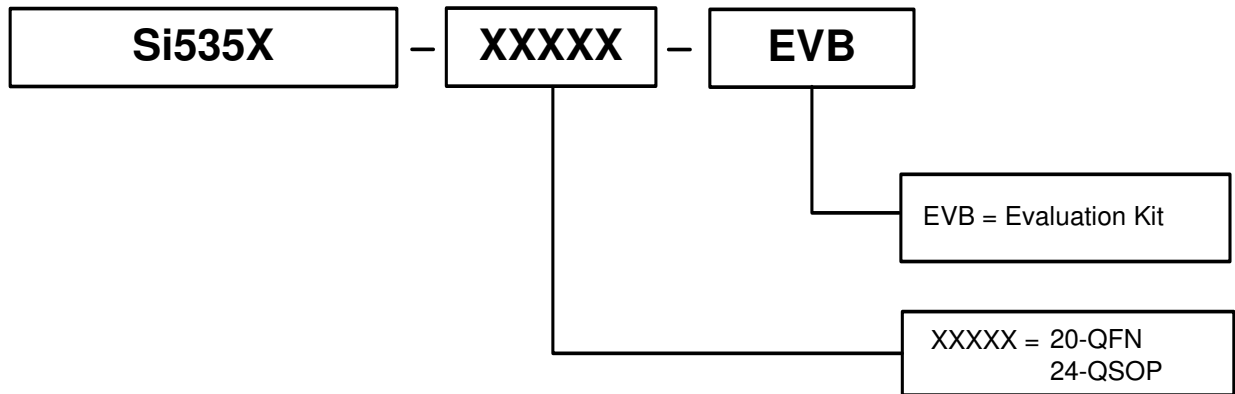 Si535X – XXXXX – EVB
EVB = Evaluation Kit
XXXXX = 20-QFN
24-QSOP